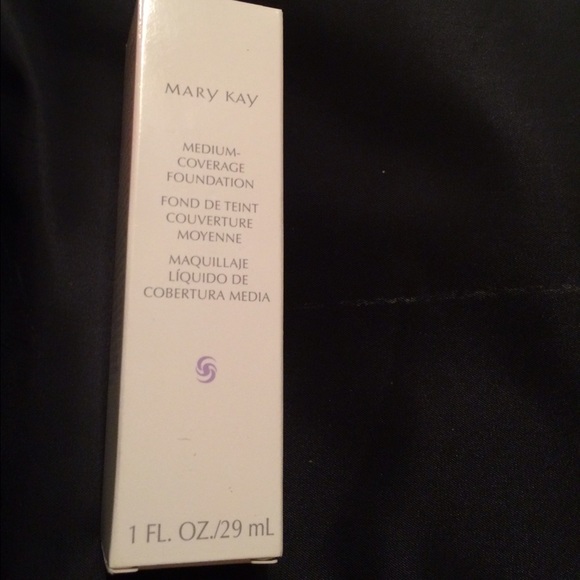 MARY KAY
MEDIUM-
COVERAGE
FOUNDATION
FOND DE TEINT
COUVERTURE
MOYENNE
MAQUILLAJE
LÍQUIDO DE
COBERTURA MEDIA
1 FL. OZ./29 mL